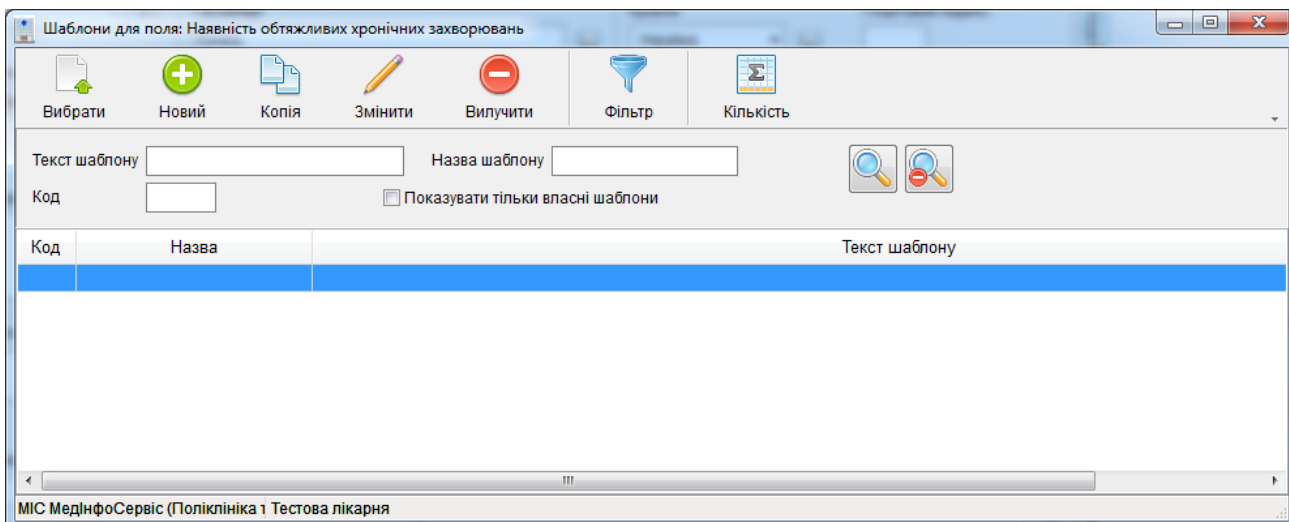 Шаблони для поля: Наявність обтяжливих хронічних захворювань
Вибрати Новий Копія Змінити Вилучити Фільтр Кількість
Текст шаблону Назва шаблону
Код Показувати тільки власні шаблони
Код Назва Текст шаблону
МІС МедІнфоСервіс (Поліклініка Тестова лікарня